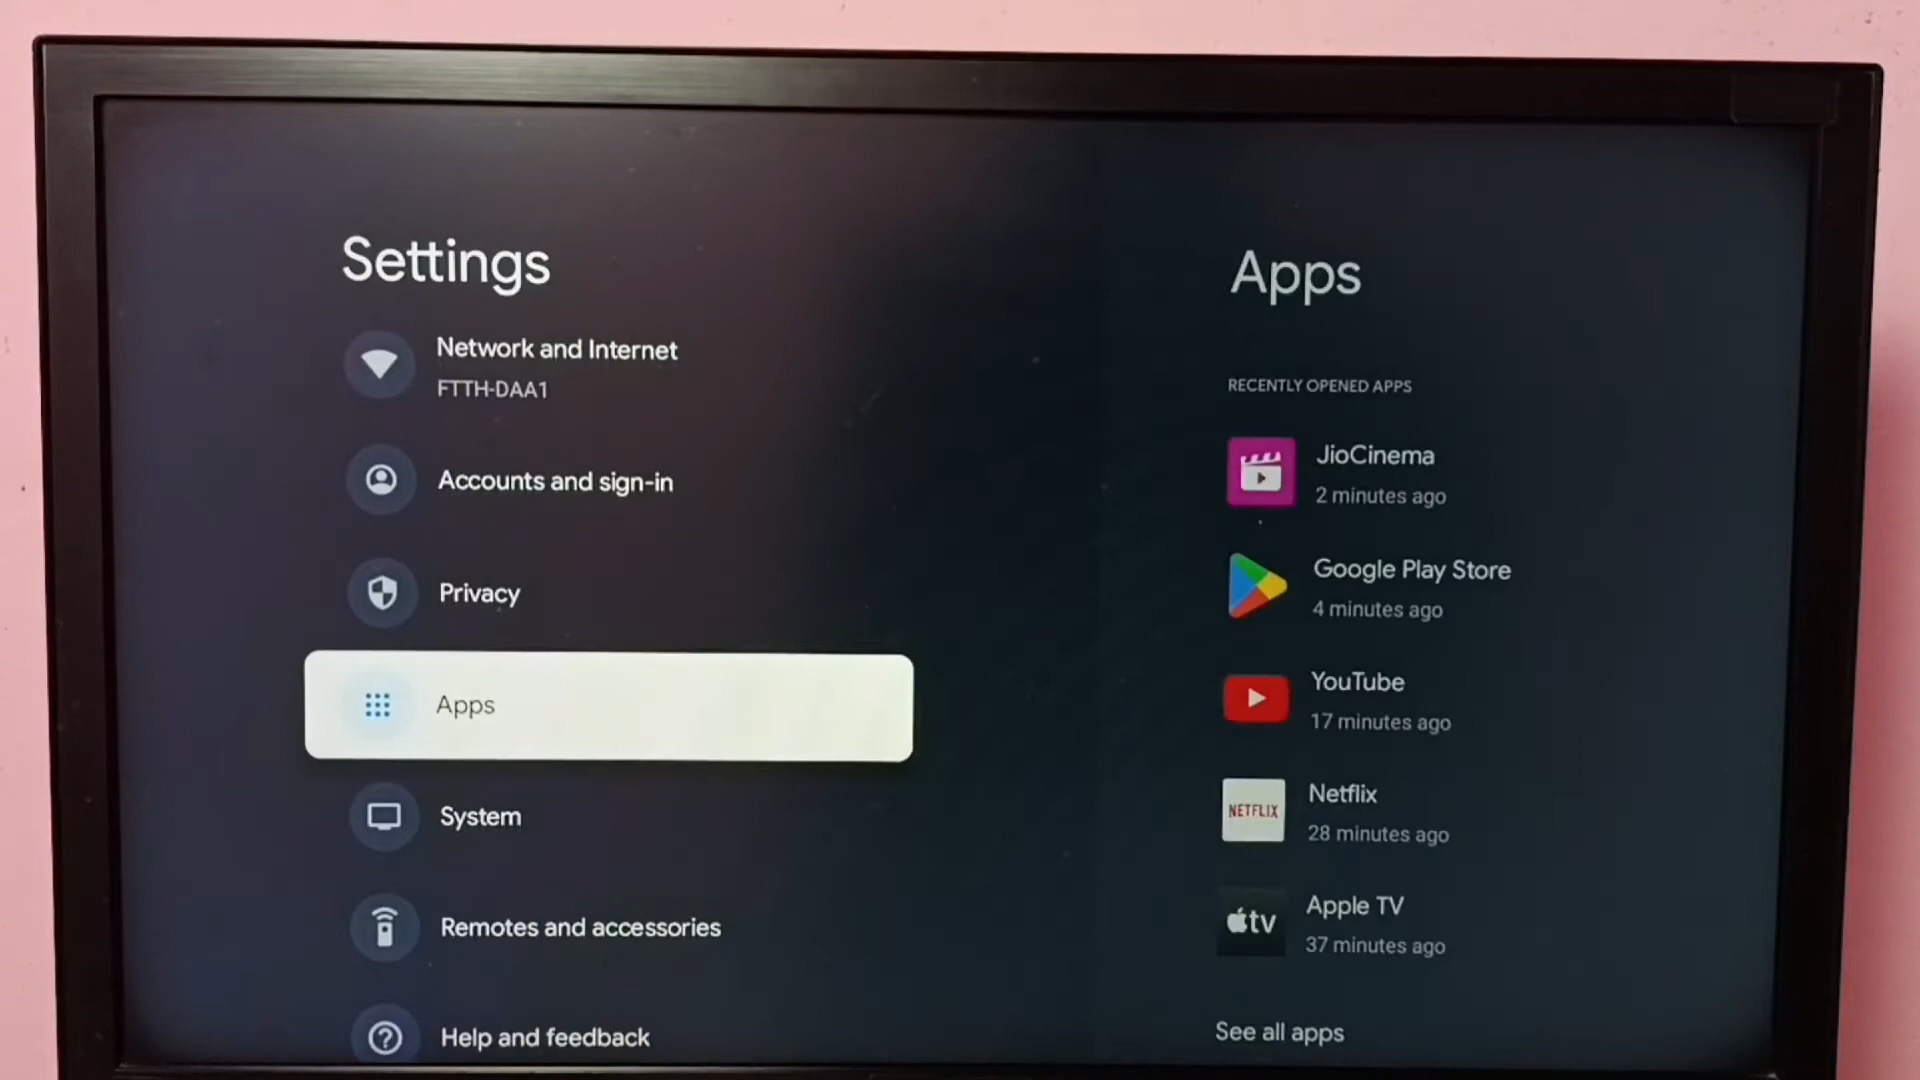 Settings
Network and Internet
FTTH-DAA1
Accounts and sign-in
Privacy
Apps
System
Remotes and accessories
Help and feedback
Apps
RECENTLY OPENED APPS
JioCinema
2 minutes ago
Google Play Store
4 minutes ago
YouTube
17 minutes ago
NETFLIX
Netflix
28 minutes ago
tv
Apple TV
37 minutes ago
See all apps